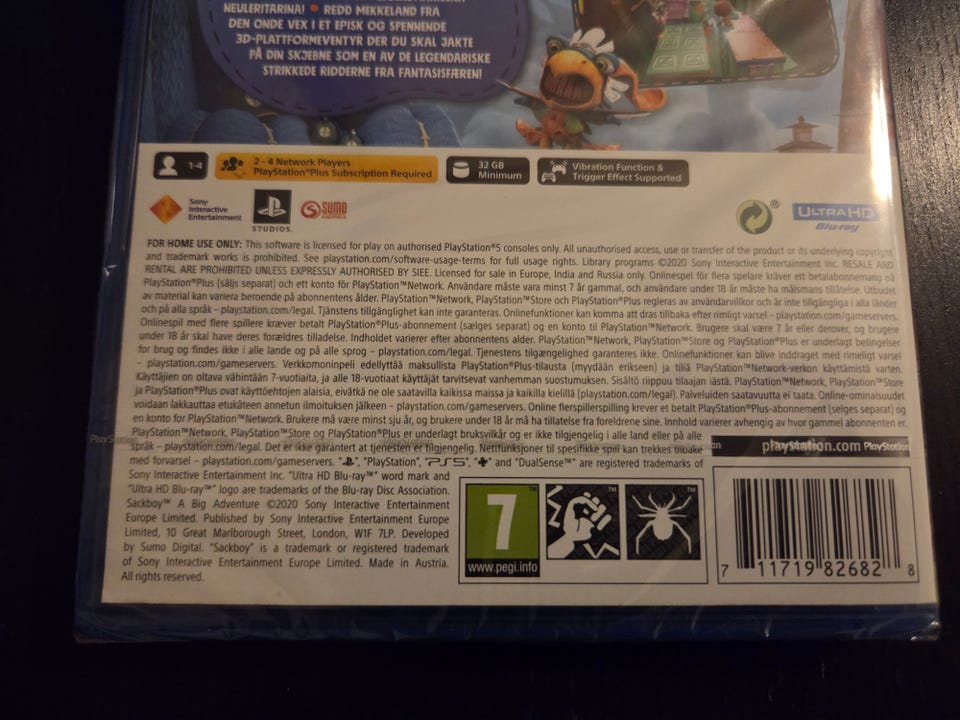 NEULERITARINA! • REDD MEKKELAND FRA
DEN ONDE VEX I ET EPISK OG SPENNENDE
3D-PLATTFORMEVENTYR DER DU SKAL JAKTE
PÅ DIN SKJEBNE SOM EN AV DE LEGENDARISKE
STRIKKEDE RIDDERNE FRA FANTASISFÆREN!
1-4
2 - 4 Network Players
PlayStation®Plus Subscription Required
32 GB
Minimum
Vibration Function &
Trigger Effect Supported
Sony
Interactive
Entertainment
STUDIOS.
SUMO
®
ULTRA HD
Blu-ray
FOR HOME USE ONLY: This software is licensed for play on authorised PlayStation®5 consoles only. All unauthorised access, use or transfer of the product or its underlying copyright
and trademark works is prohibited. See playstation.com/software-usage-terms for full usage rights. Library programs ©2020 Sony Interactive Entertainment Inc. RESALE AND
RENTAL ARE PROHIBITED UNLESS EXPRESSLY AUTHORISED BY SIEE. Licensed for sale in Europe, India and Russia only. Onlinespel för flera spelare kräver ett betalabonnemang på
PlayStation®Plus (säljs separat) och ett konto för PlayStation™Network. Användare måste vara minst 7 år gammal, och användare under 18 år måste ha målsmans tillåtelse. Utbudet
av material kan variera beroende på abonnentens ålder. PlayStation™Network, PlayStation™Store och PlayStation®Plus regleras av användarvillkor och är inte tillgängliga i alla länder
och på alla språk – playstation.com/legal. Tjänstens tillgänglighet kan inte garanteras. Onlinefunktioner kan komma att dras tillbaka efter rimligt varsel – playstation.com/gameservers.
Onlinespil med flere spillere kræver betalt PlayStation®Plus-abonnement (sælges separat) og en konto til PlayStation™Network. Brugere skal være 7 år eller derover, og brugere
under 18 år skal have deres forældres tilladelse. Indholdet varierer efter abonnentens alder. PlayStation™Network, PlayStation™Store og PlayStation®Plus er underlagt betingelser
for brug og findes ikke i alle lande og på alle sprog – playstation.com/legal. Tjenestens tilgængelighed garanteres ikke. Onlinefunktioner kan blive inddraget med rimeligt varsel
– playstation.com/gameservers. Verkkomoninpeli edellyttää maksullista PlayStation®Plus-tilausta (myydään erikseen) ja tiliä PlayStation™Network-verkon käyttämistä varten.
Käyttäjien on oltava vähintään 7-vuotiaita, ja alle 18-vuotiaat käyttäjät tarvitsevat vanhemman suostumuksen. Sisältö riippuu tilaajan iästä. PlayStation™Network, PlayStation™Store
ja PlayStation®Plus ovat käyttöehtojen alaisia, eivätkä ne ole saatavilla kaikissa maissa ja kaikilla kielillä (playstation.com/legal). Palveluiden saatavuutta ei taata. Online-ominaisuudet
voidaan lakkauttaa etukäteen annetun ilmoituksen jälkeen – playstation.com/gameservers. Online flerspillerspilling krever et betalt PlayStation®Plus-abonnement (selges separat) og
en konto for PlayStation™Network. Brukere må være minst sju år, og brukere under 18 år må ha tillatelse fra foreldrene sine. Innhold varierer avhengig av hvor gammel abonnenten er.
PlayStation™Network, PlayStation™Store og PlayStation®Plus er underlagt bruksvilkår og er ikke tilgjengelig i alle land eller på alle
språk – playstation.com/legal. Det er ikke garantert at tjenesten er tilgjengelig. Nettfunksjoner til spesifikke spill kan trekkes tilbake
med forvarsel – playstation.com/gameservers. "PS", "PlayStation", "PS5", "+" and "DualSense™" are registered trademarks of
Sony Interactive Entertainment Inc. "Ultra HD Blu-ray™" word mark and
"Ultra HD Blu-ray™" logo are trademarks of the Blu-ray Disc Association.
Sackboy™ A Big Adventure ©2020 Sony Interactive Entertainment
Europe Limited. Published by Sony Interactive Entertainment Europe
Limited, 10 Great Marlborough Street, London, W1F 7LP. Developed
by Sumo Digital. "Sackboy" is a trademark or registered trademark
of Sony Interactive Entertainment Europe Limited. Made in Austria.
All rights reserved.
playstation.com
PlayStation
7
www.pegi.info
7 11719 82682 8